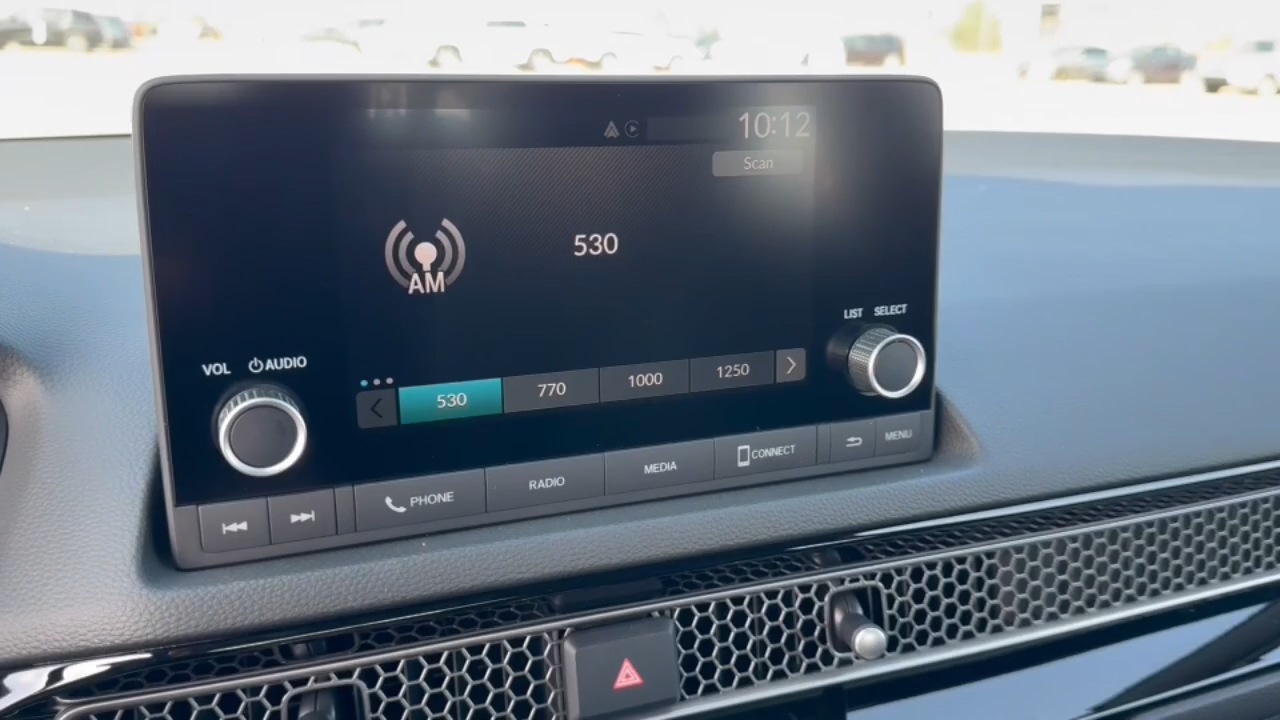 10:12
Scan
530
AM
LIST SELECT
VOL AUDIO
530 770 1000 1250
PHONE RADIO MEDIA CONNECT MENU